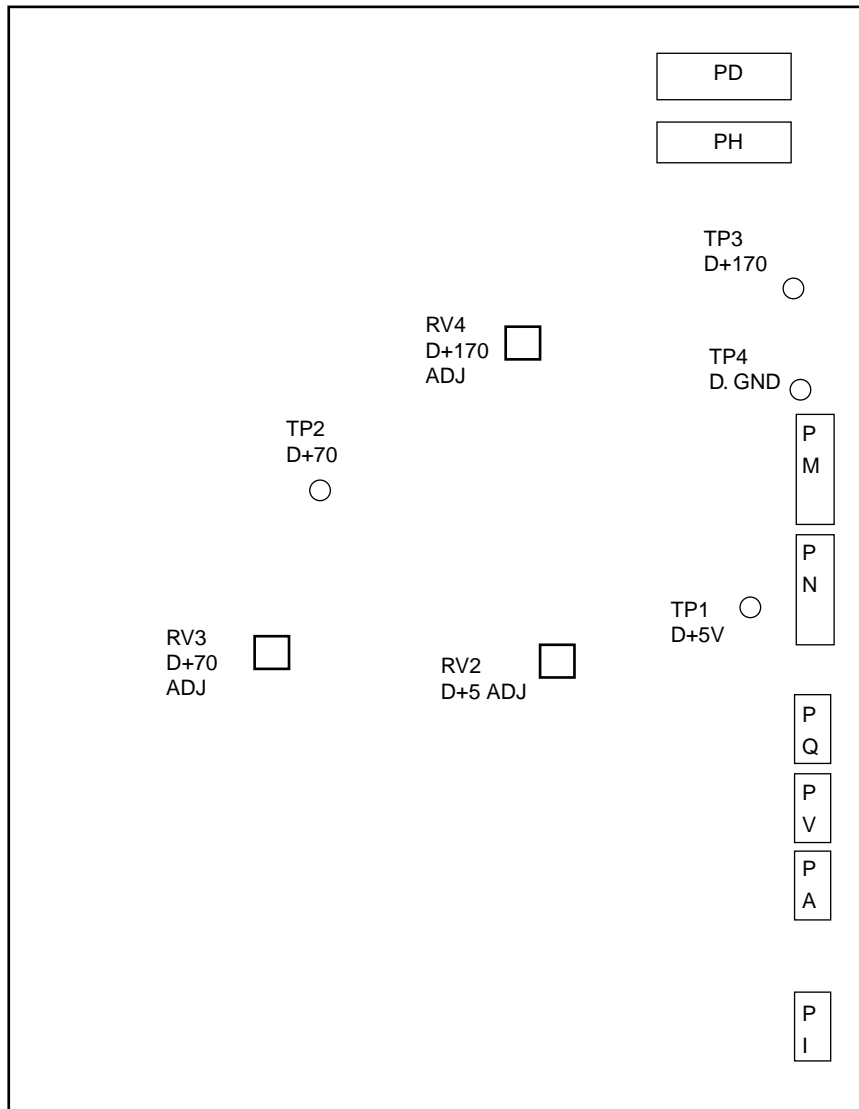 PD
PH
TP3
D+170
RV4
D+170
ADJ
TP4
D. GND
TP2
D+70
P
M
P
N
TP1
D+5V
RV3
D+70
ADJ
RV2
D+5 ADJ
P
Q
P
V
P
A
P
I